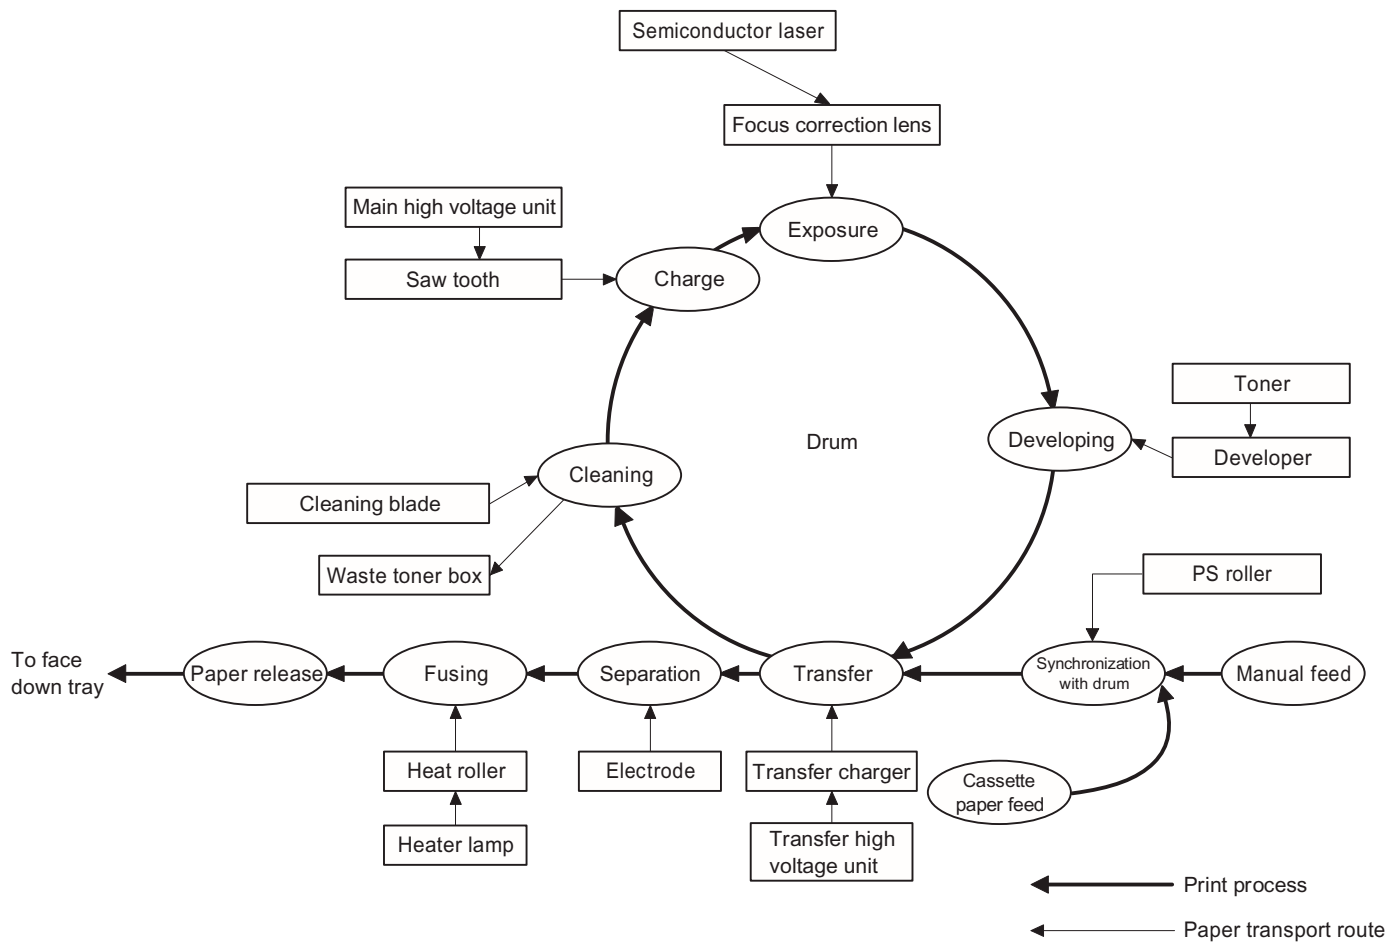 Semiconductor laser
Focus correction lens
Main high voltage unit
Exposure
Saw tooth
Charge
Toner
Drum
Developing
Developer
Cleaning
Cleaning blade
Waste toner box
PS roller
To face
down tray
Paper release
Fusing
Separation
Transfer
Synchronization
with drum
Manual feed
Heat roller
Electrode
Transfer charger
Cassette
paper feed
Heater lamp
Transfer high
voltage unit
Print process
Paper transport route